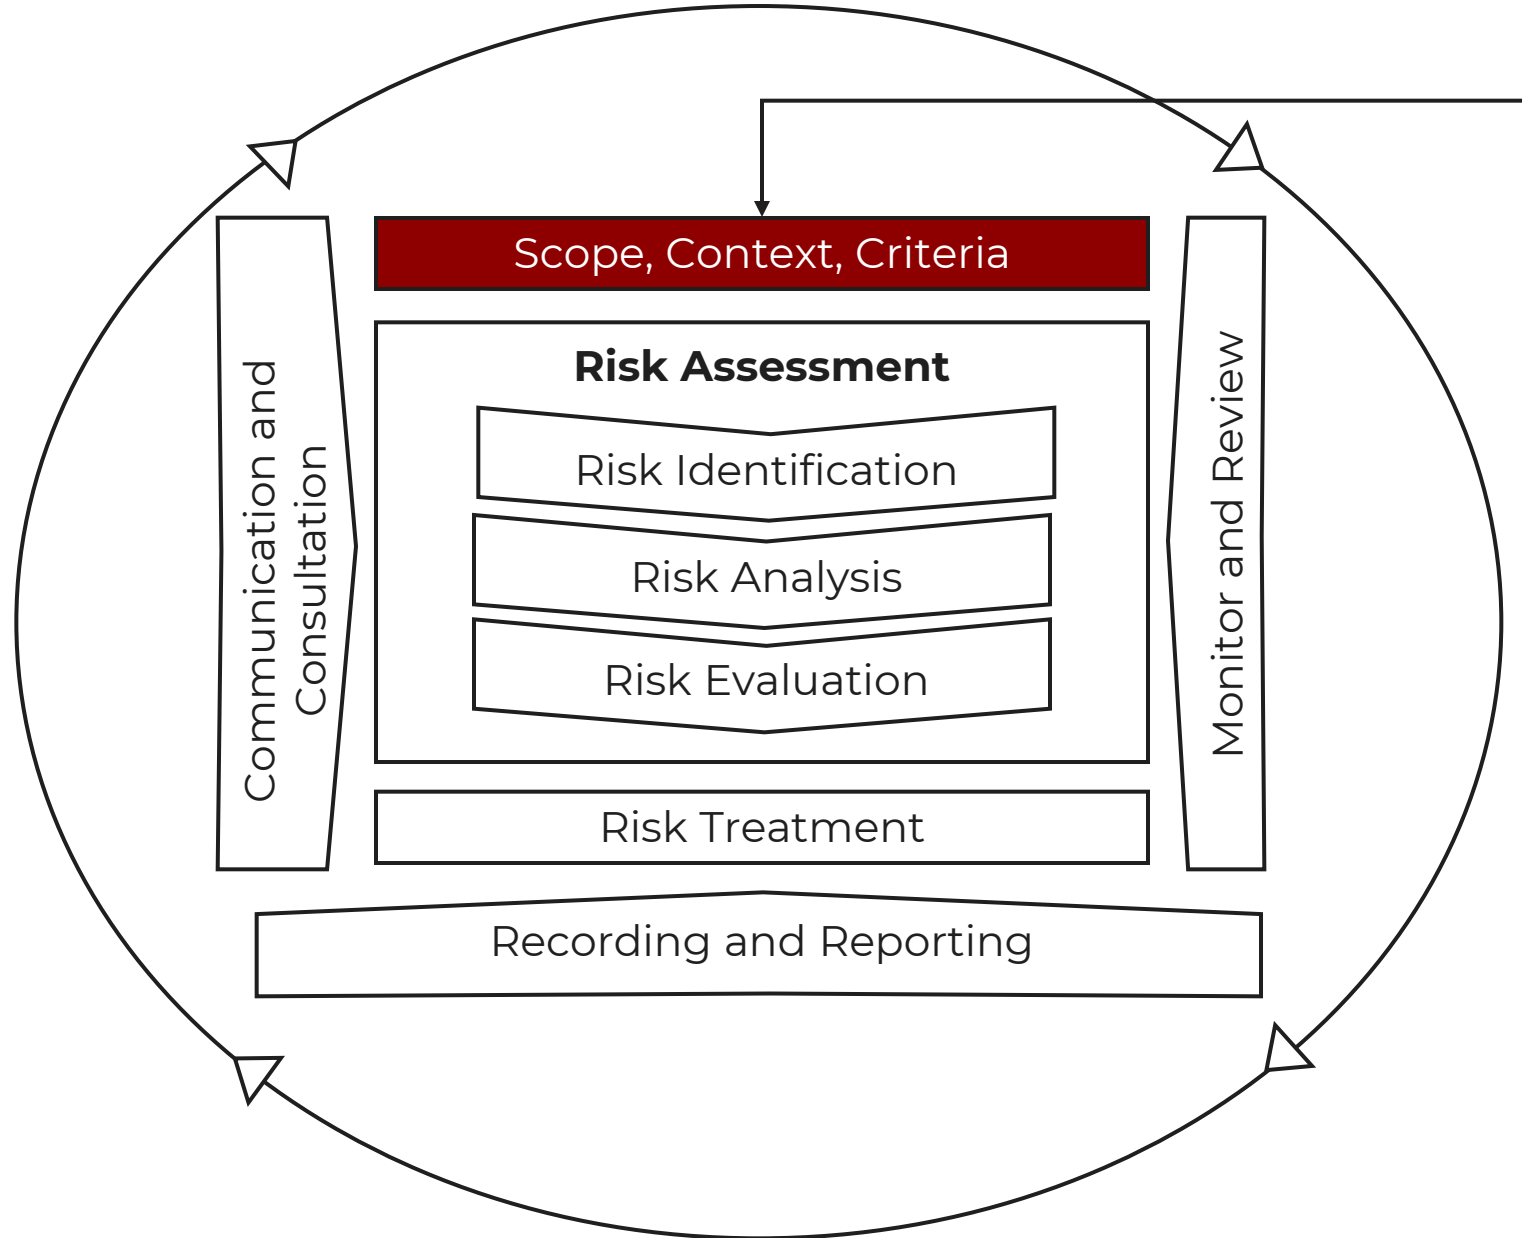 Scope, Context, Criteria
Risk Assessment
Risk Identification
Risk Analysis
Risk Evaluation
Communication and
Consultation
Monitor and Review
Risk Treatment
Recording and Reporting